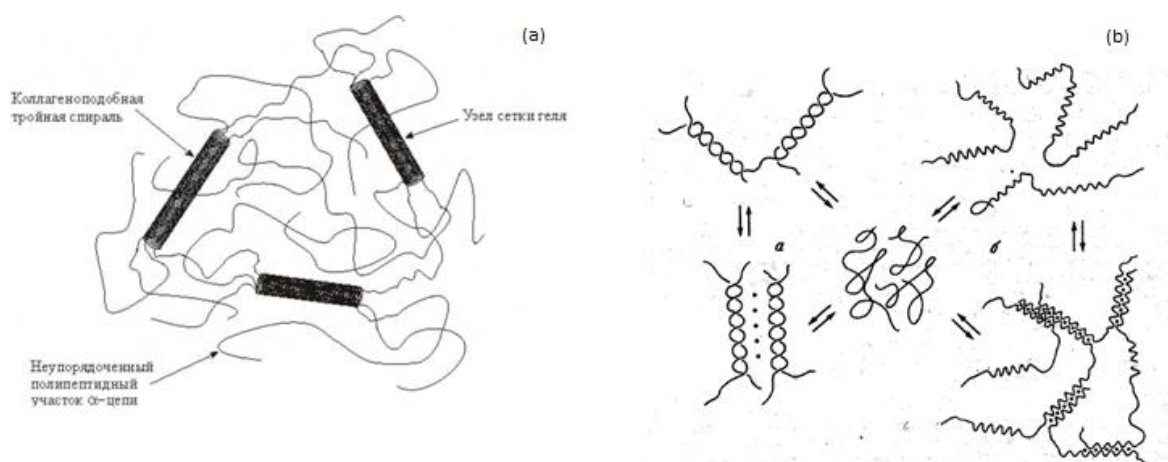 (a)
Коллагеноподобная
тройная спираль
Узел сетки геля
Неупорядоченный
полипептидный
участок α-цепи
(b)
а
б